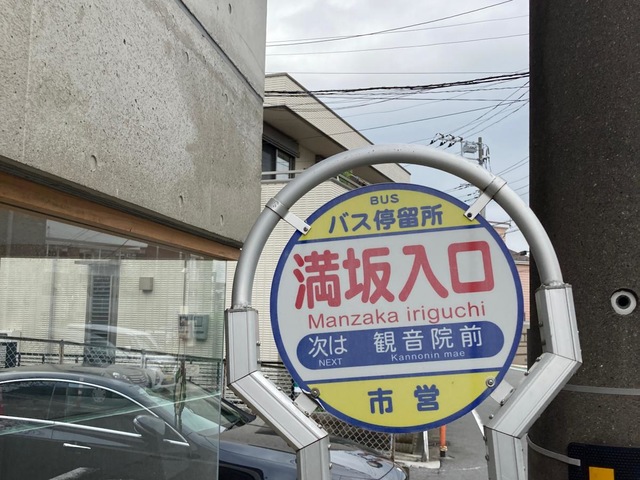 BUS
バス停留所
満坂入口
Manzaka iriguchi
次は 観音院前
NEXT Kannonin mae
市営